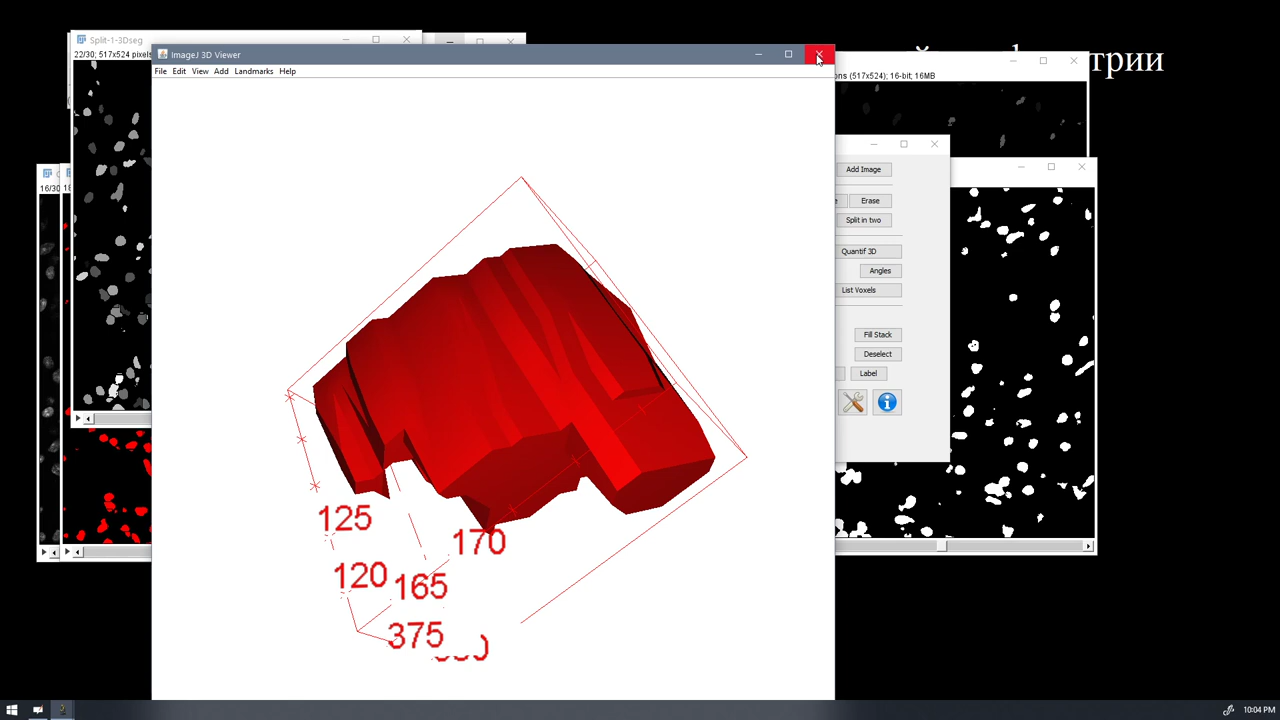 Split-1-3Dseg
22/30; 517x524 pixels
ImageJ 3D Viewer
File Edit View Add Landmarks Help
трии
ons (517x524); 16-bit; 16MB
Add Image
Erase
Split in two
Quantif 3D
Angles
List Voxels
Fill Stack
Deselect
Label
16/30
125
170
120
165
375
10:04 PM